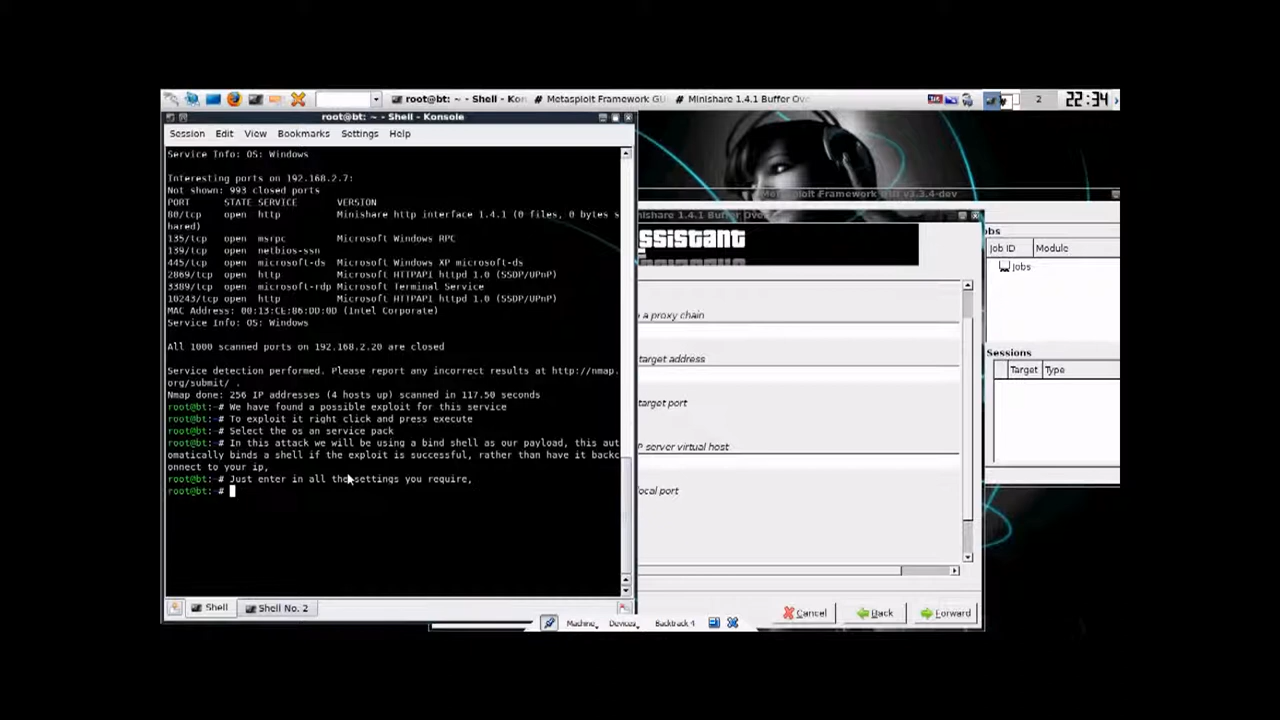 root@bt: ~ - Shell - Kon
Metasploit Framework GUI
Minishare 1.4.1 Buffer Ove
2
22:34
root@bt: ~ - Shell - Konsole
Session Edit View Bookmarks Settings Help
Service Info: OS: Windows
Interesting ports on 192.168.2.7:
Not shown: 993 closed ports
PORT STATE SERVICE VERSION
80/tcp open http Minishare http interface 1.4.1 (0 files, 0 bytes s
hared)
135/tcp open msrpc Microsoft Windows RPC
139/tcp open netbios-ssn
445/tcp open microsoft-ds Microsoft Windows XP microsoft-ds
2869/tcp open http Microsoft HTTPAPI httpd 1.0 (SSDP/UPnP)
3389/tcp open microsoft-rdp Microsoft Terminal Service
10243/tcp open http Microsoft HTTPAPI httpd 1.0 (SSDP/UPnP)
MAC Address: 00:13:CE:86:DD:0D (Intel Corporate)
Service Info: OS: Windows
All 1000 scanned ports on 192.168.2.20 are closed
Service detection performed. Please report any incorrect results at http://nmap.
org/submit/ .
Nmap done: 256 IP addresses (4 hosts up) scanned in 117.50 seconds
root@bt:~# We have found a possible exploit for this service
root@bt:~# To exploit it right click and press execute
root@bt:~# Select the os an service pack
root@bt:~# In this attack we will be using a bind shell as our payload, this aut
omatically binds a shell if the exploit is successful, rather than have it backc
onnect to your ip,
root@bt:~# Just enter in all the settings you require,
root@bt:~#
Shell
Shell No. 2
Metasploit Framework GUI v3.3.4-dev
inishare 1.4.1 Buffer Over
ssistant
a proxy chain
target address
target port
P server virtual host
local port
Cancel Back Forward
obs
Job ID Module
Jobs
Sessions
Target Type
Machine Devices Backtrack 4